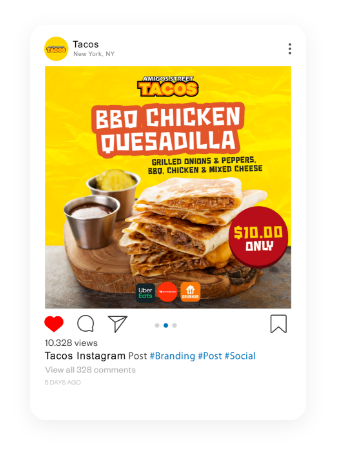 Tacos
New York, NY
AMIGOS STREET
TACOS
BBQ CHICKEN
QUESADILLA
GRILLED ONIONS & PEPPERS,
BBQ, CHICKEN & MIXED CHEESE
$10.00
ONLY
Uber
Eats
10.328 views
Tacos Instagram Post #Branding #Post #Social
View all 328 comments
5 DAYS AGO